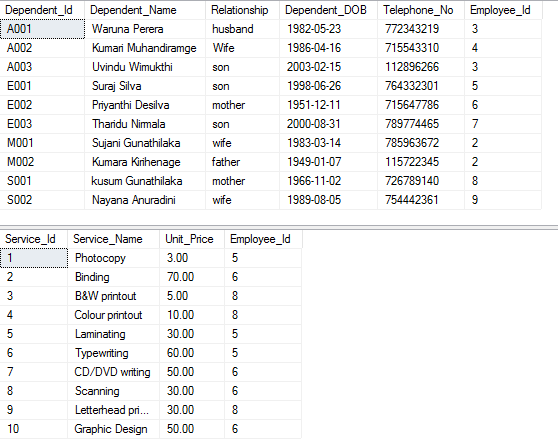 Dependent_Id Dependent_Name Relationship Dependent_DOB Telephone_No Employee_Id
A001 Waruna Perera husband 1982-05-23 772343219 3
A002 Kumari Muhandiramge Wife 1986-04-16 715543310 4
A003 Uvindu Wimukthi son 2003-02-15 112896266 3
E001 Suraj Silva son 1998-06-26 764332301 5
E002 Priyanthi Desilva mother 1951-12-11 715647786 6
E003 Tharidu Nirmala son 2000-08-31 789774465 7
M001 Sujani Gunathilaka wife 1983-03-14 785963672 2
M002 Kumara Kirihenage father 1949-01-07 115722345 2
S001 kusum Gunathilaka mother 1966-11-02 726789140 8
S002 Nayana Anuradini wife 1989-08-05 754442361 9
Service_Id Service_Name Unit_Price Employee_Id
1 Photocopy 3.00 5
2 Binding 70.00 6
3 B&W printout 5.00 8
4 Colour printout 10.00 8
5 Laminating 30.00 5
6 Typewriting 60.00 5
7 CD/DVD writing 50.00 6
8 Scanning 30.00 6
9 Letterhead pri... 30.00 8
10 Graphic Design 50.00 6